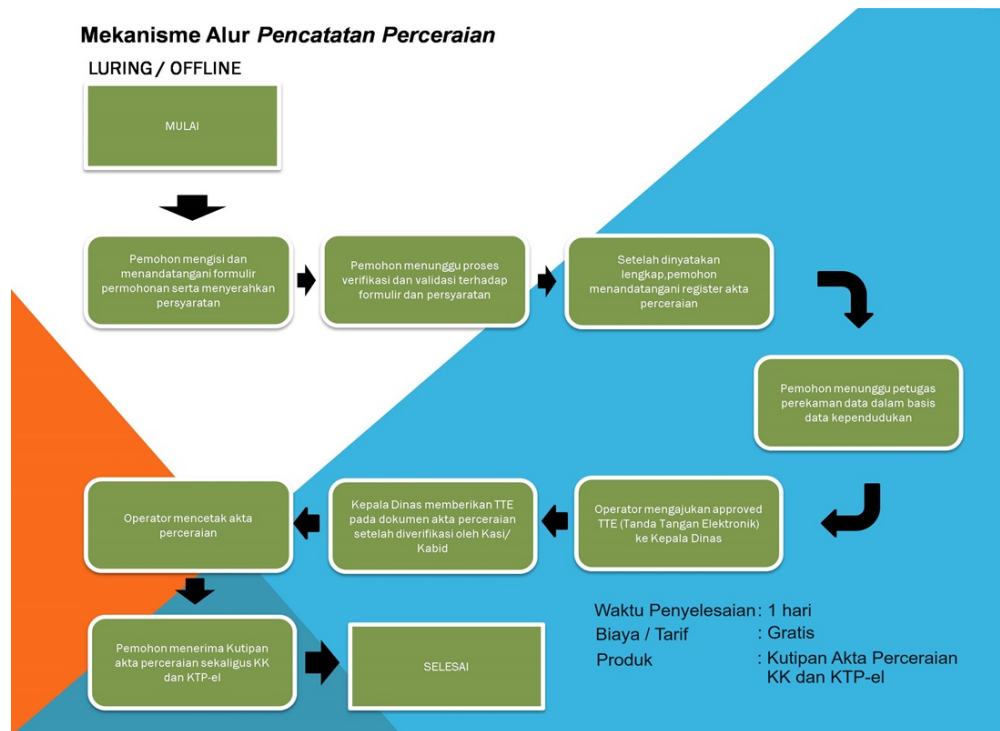 Mekanisme Alur Pencatatan Perceraian
LURING / OFFLINE
MULAI
Pemohon mengisi dan
menandatangani formulir
permohonan serta menyerahkan
persyaratan
Pemohon menunggu proses
verifikasi dan validasi terhadap
formulir dan persyaratan
Setelah dinyatakan
lengkap,pemohon
menandatangani register akta
perceraian
Pemohon menunggu petugas
perekaman data dalam basis
data kependudukan
Operator mengajukan approved
TTE (Tanda Tangan Elektronik)
ke Kepala Dinas
Kepala Dinas memberikan TTE
pada dokumen akta perceraian
setelah diverifikasi oleh Kasi/
Kabid
Operator mencetak akta
perceraian
Pemohon menerima Kutipan
akta perceraian sekaligus KK
dan KTP-el
SELESAI
Waktu Penyelesaian : 1 hari
Biaya / Tarif : Gratis
Produk : Kutipan Akta Perceraian
KK dan KTP-el